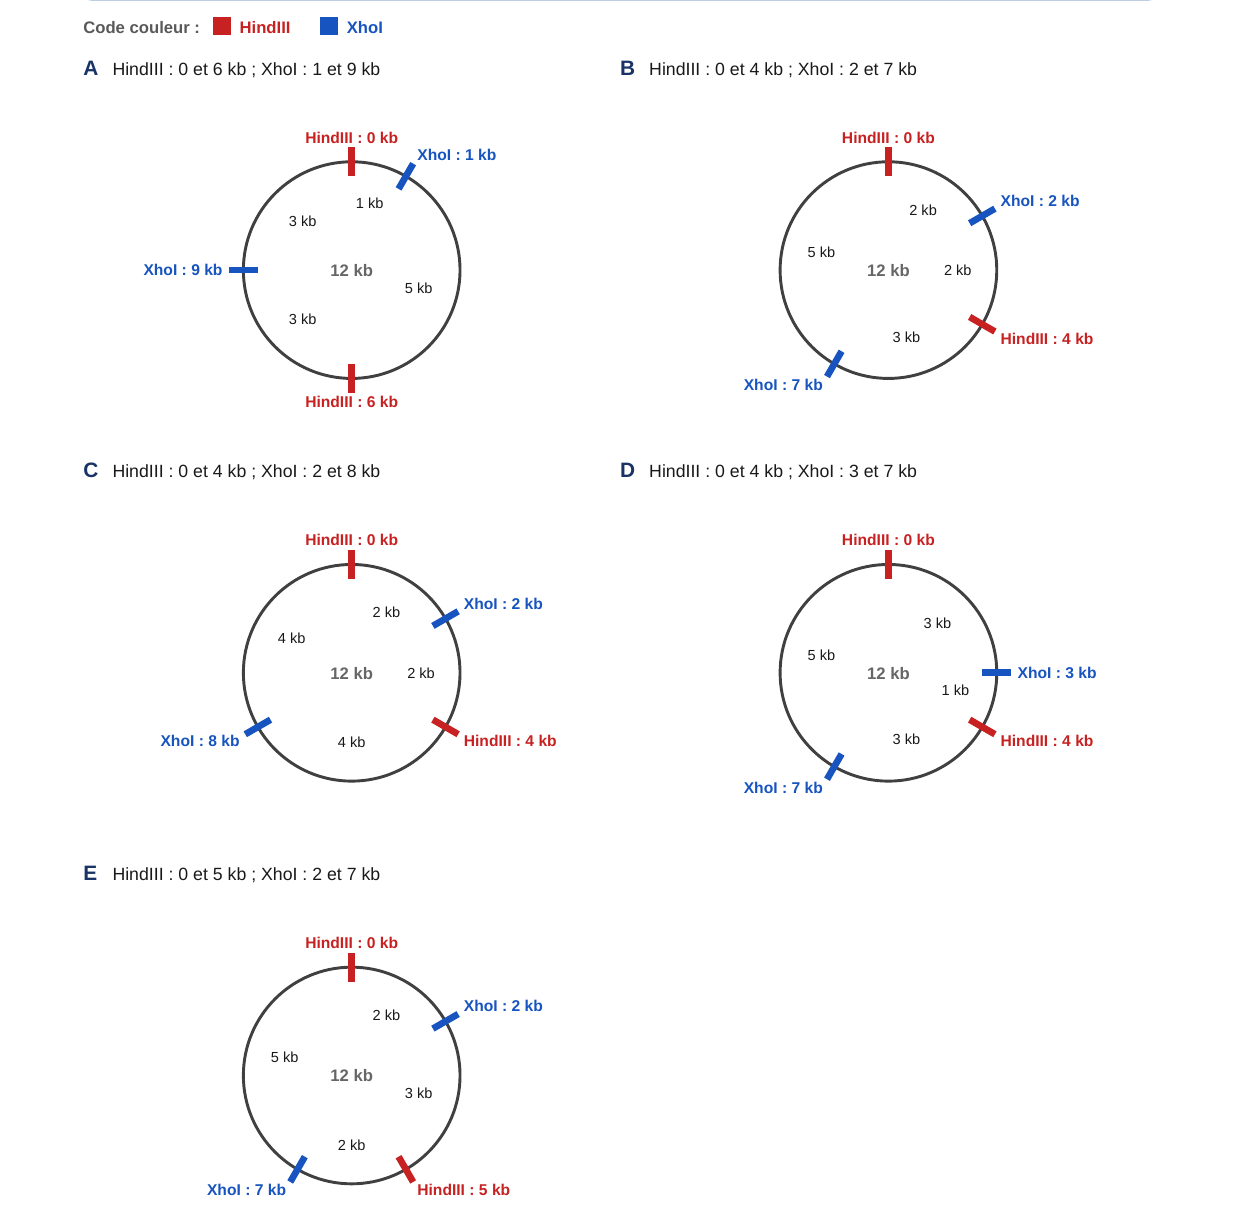 Code couleur : HindIII XhoI
A HindIII : 0 et 6 kb ; XhoI : 1 et 9 kb
HindIII : 0 kb
XhoI : 1 kb
1 kb
3 kb
XhoI : 9 kb
12 kb
5 kb
3 kb
HindIII : 6 kb
B HindIII : 0 et 4 kb ; XhoI : 2 et 7 kb
HindIII : 0 kb
XhoI : 2 kb
2 kb
5 kb
12 kb
2 kb
3 kb
HindIII : 4 kb
XhoI : 7 kb
C HindIII : 0 et 4 kb ; XhoI : 2 et 8 kb
HindIII : 0 kb
XhoI : 2 kb
2 kb
4 kb
12 kb
2 kb
XhoI : 8 kb
4 kb
HindIII : 4 kb
D HindIII : 0 et 4 kb ; XhoI : 3 et 7 kb
HindIII : 0 kb
3 kb
5 kb
12 kb
XhoI : 3 kb
1 kb
3 kb
HindIII : 4 kb
XhoI : 7 kb
E HindIII : 0 et 5 kb ; XhoI : 2 et 7 kb
HindIII : 0 kb
XhoI : 2 kb
2 kb
5 kb
12 kb
3 kb
2 kb
XhoI : 7 kb
HindIII : 5 kb